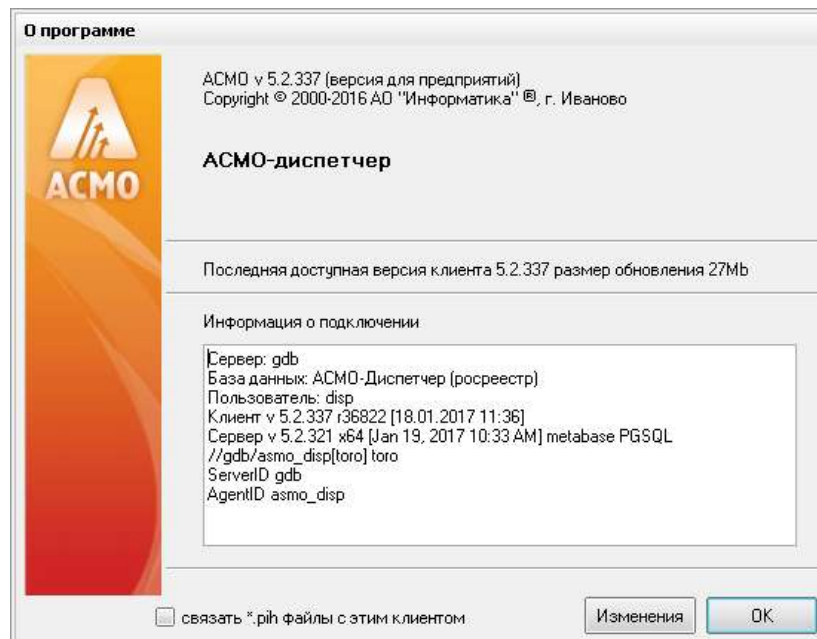 О программе
АСМО v 5.2.337 (версия для предприятий)
Copyright © 2000-2016 АО "Информатика" ®, г. Иваново
АСМО
АСМО-диспетчер
Последняя доступная версия клиента 5.2.337 размер обновления 27Mb
Информация о подключении
Сервер: gdb
База данных: АСМО-Диспетчер (росреестр)
Пользователь: disp
Клиент v 5.2.337 r36822 [18.01.2017 11:36]
Сервер v 5.2.321 x64 [Jan 19, 2017 10:33 AM] metabase PGSQL
//gdb/asmo_disp[toro] toro
ServerID gdb
AgentID asmo_disp
связать *.pih файлы с этим клиентом
Изменения
OK